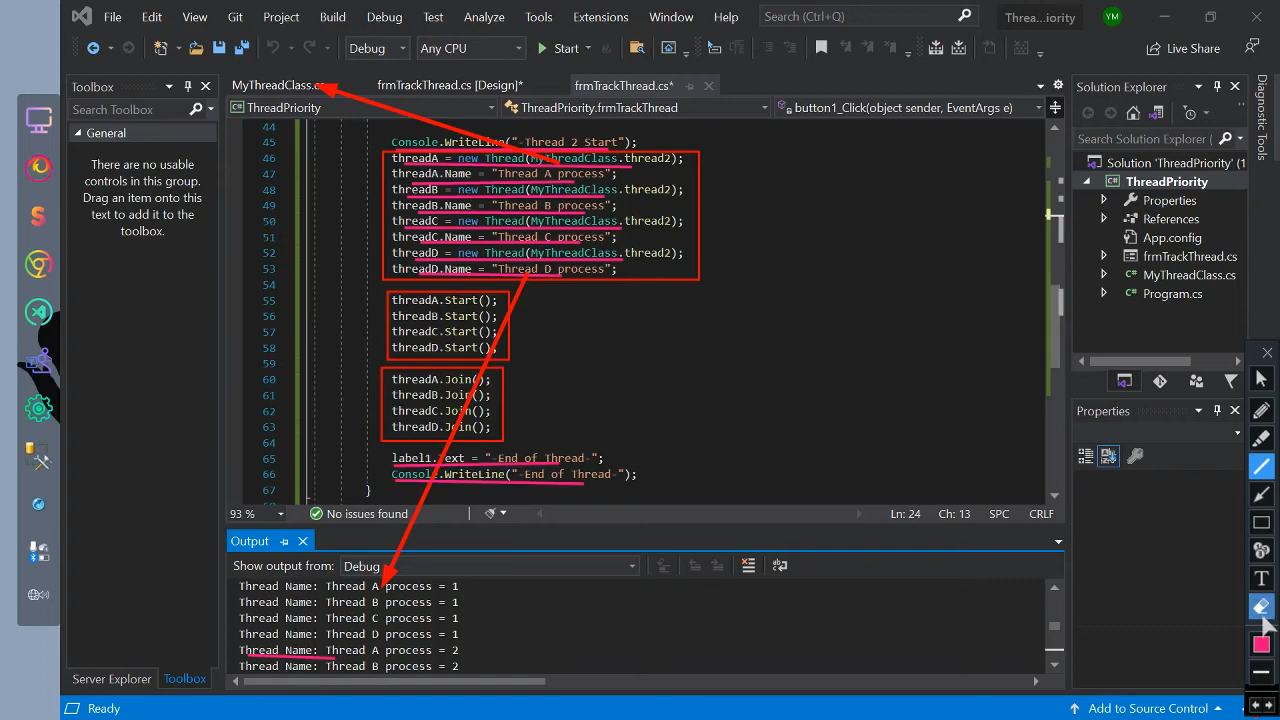 File Edit View Git Project Build Debug Test Analyze Tools Extensions Window Help Search (Ctrl+Q) Threa...iority YM
Debug Any CPU Start Live Share
Toolbox
Search Toolbox
General
There are no usable
controls in this group.
Drag an item onto this
text to add it to the
toolbox.
Server Explorer Toolbox
MyThreadClass.cs frmTrackThread.cs [Design]* frmTrackThread.cs*
ThreadPriority ThreadPriority.frmTrackThread button1_Click(object sender, EventArgs e)
44
45 Console.WriteLine("-Thread 2 Start");
46 threadA = new Thread(MyThreadClass.thread2);
47 threadA.Name = "Thread A process";
48 threadB = new Thread(MyThreadClass.thread2);
49 threadB.Name = "Thread B process";
50 threadC = new Thread(MyThreadClass.thread2);
51 threadC.Name = "Thread C process";
52 threadD = new Thread(MyThreadClass.thread2);
53 threadD.Name = "Thread D process";
54
55 threadA.Start();
56 threadB.Start();
57 threadC.Start();
58 threadD.Start();
59
60 threadA.Join();
61 threadB.Join();
62 threadC.Join();
63 threadD.Join();
64
65 label1.Text = "-End of Thread-";
66 Console.WriteLine("-End of Thread-");
67 }
93 % No issues found Ln: 24 Ch: 13 SPC CRLF
Output
Show output from: Debug
Thread Name: Thread A process = 1
Thread Name: Thread B process = 1
Thread Name: Thread C process = 1
Thread Name: Thread D process = 1
Thread Name: Thread A process = 2
Thread Name: Thread B process = 2
Solution Explorer
Search Solution Explorer
Solution 'ThreadPriority' (1
ThreadPriority
Properties
References
App.config
frmTrackThread.cs
MyThreadClass.cs
Program.cs
Properties
Diagnostic Tools
Ready Add to Source Control